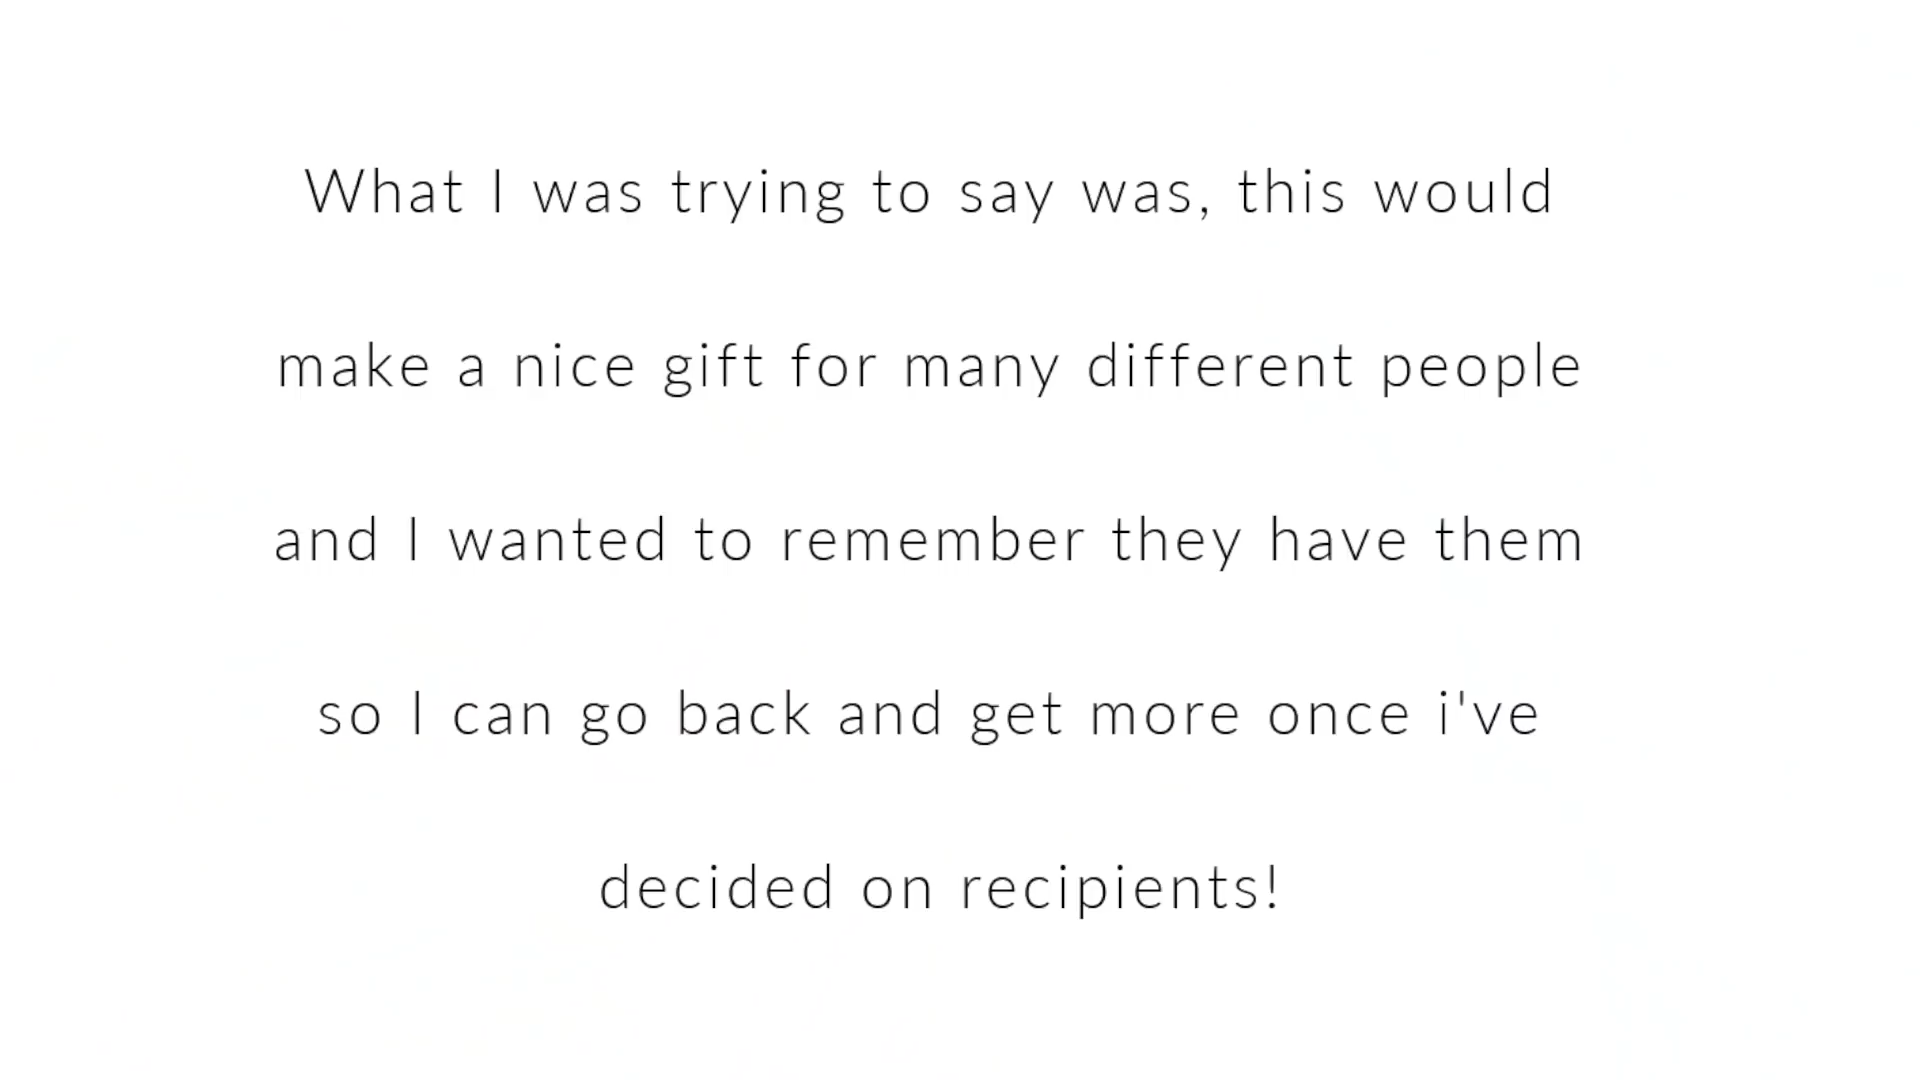 What I was trying to say was, this would
make a nice gift for many different people
and I wanted to remember they have them
so I can go back and get more once i've
decided on recipients!